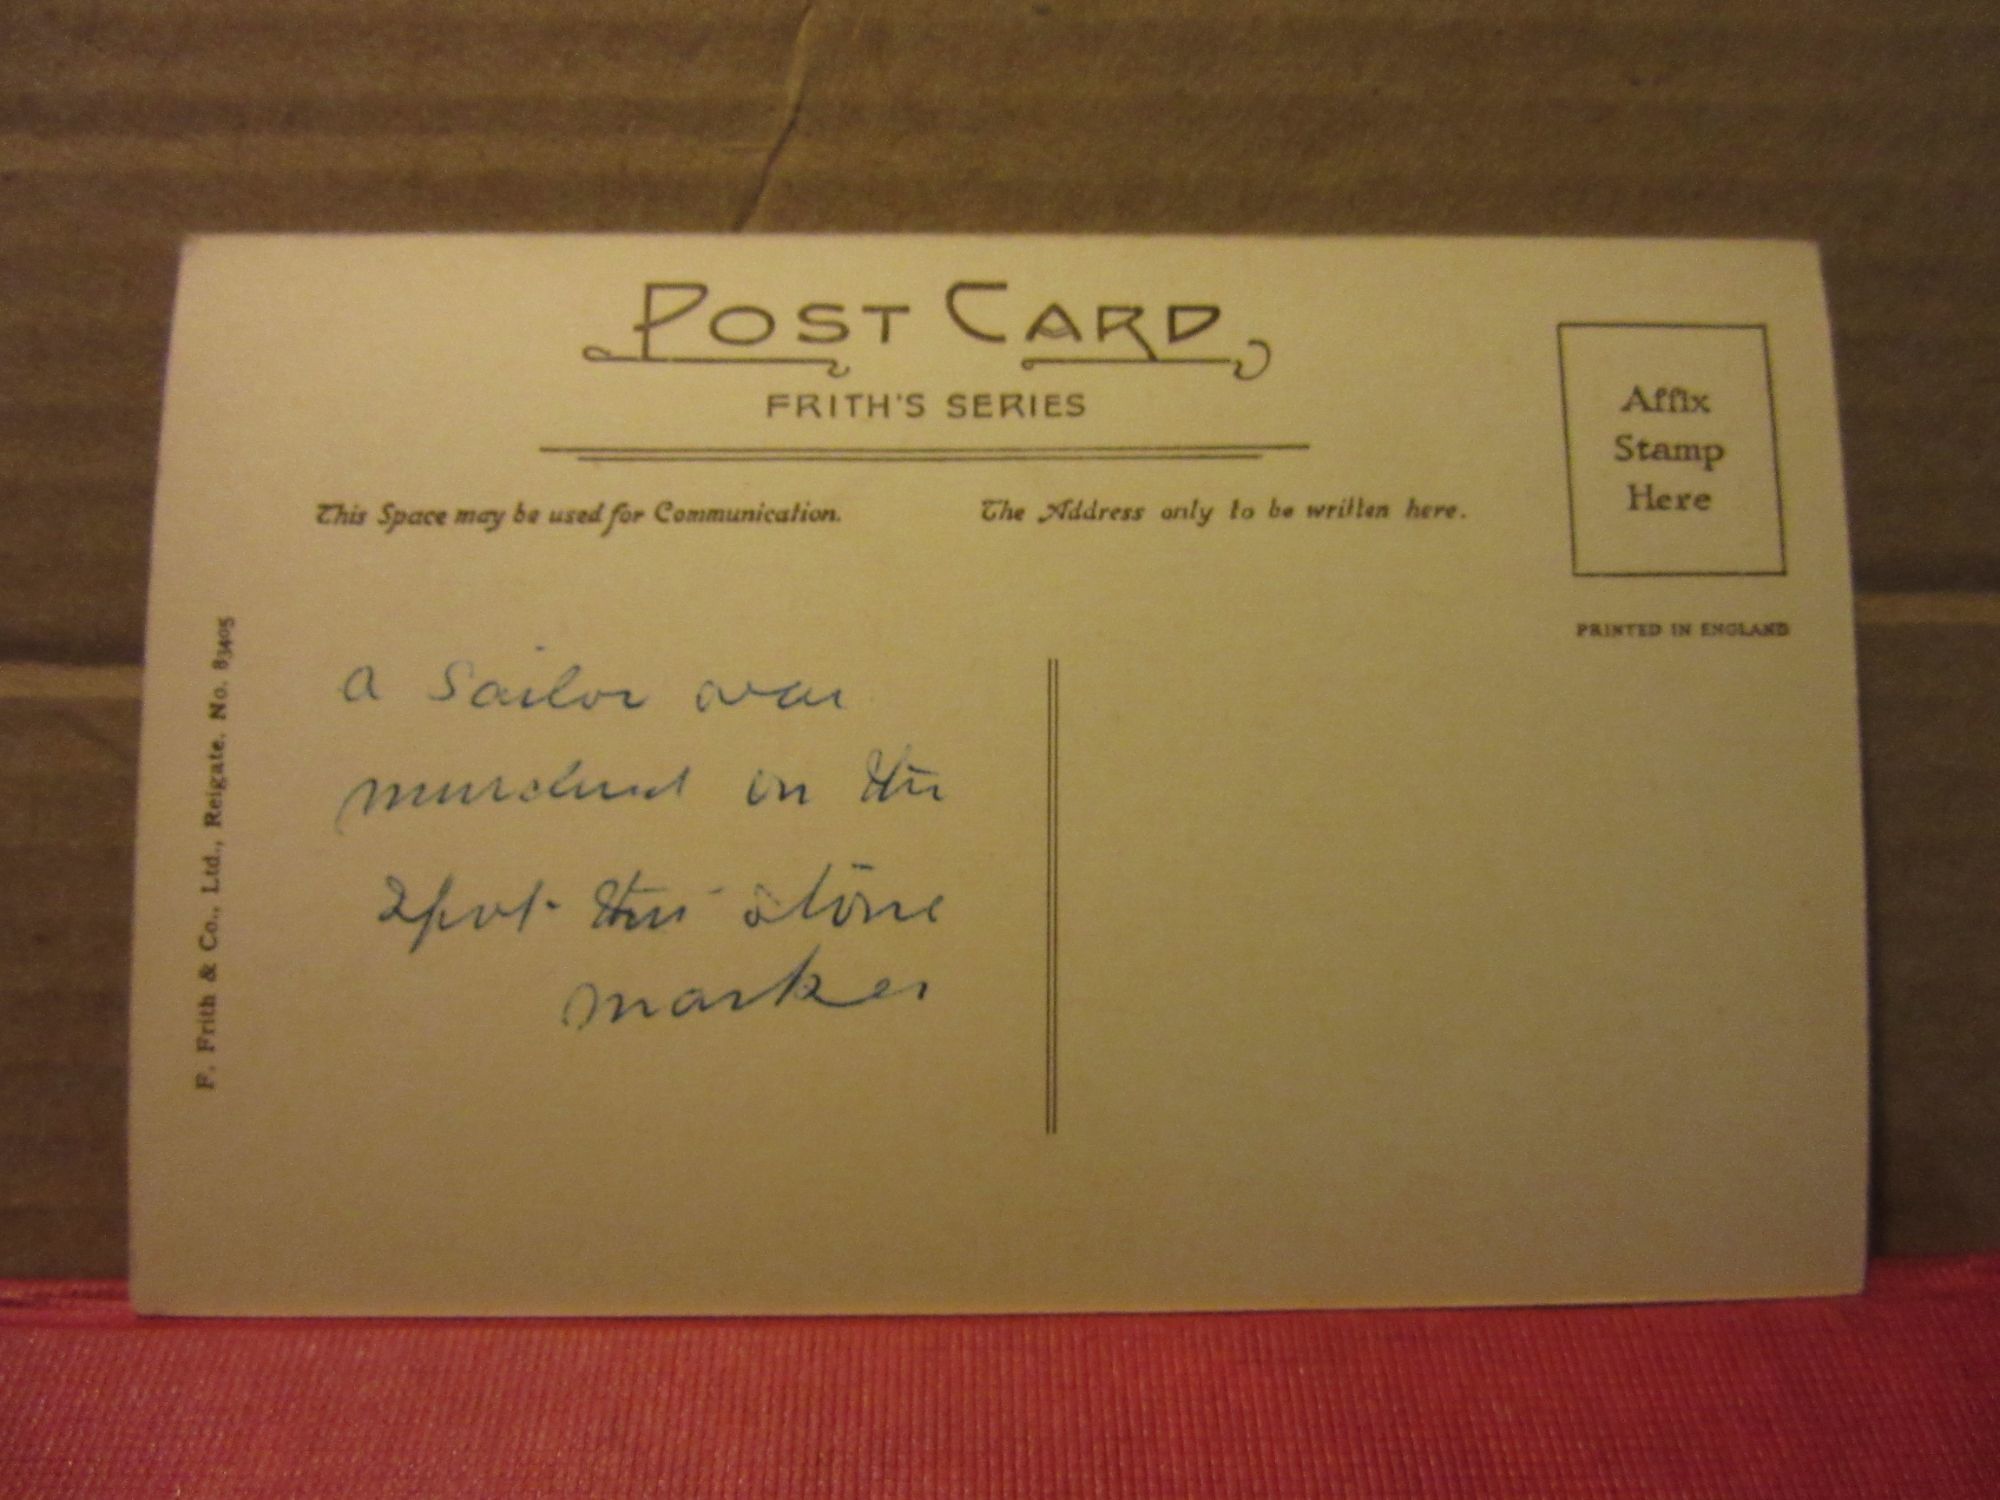 POST CARD
FRITH'S SERIES
This Space may be used for Communication.
The Address only to be written here.
Affix
Stamp
Here
PRINTED IN ENGLAND
F. Frith & Co., Ltd., Reigate. No. 83405
a Sailor was
murdered on the
spot this stone
markes